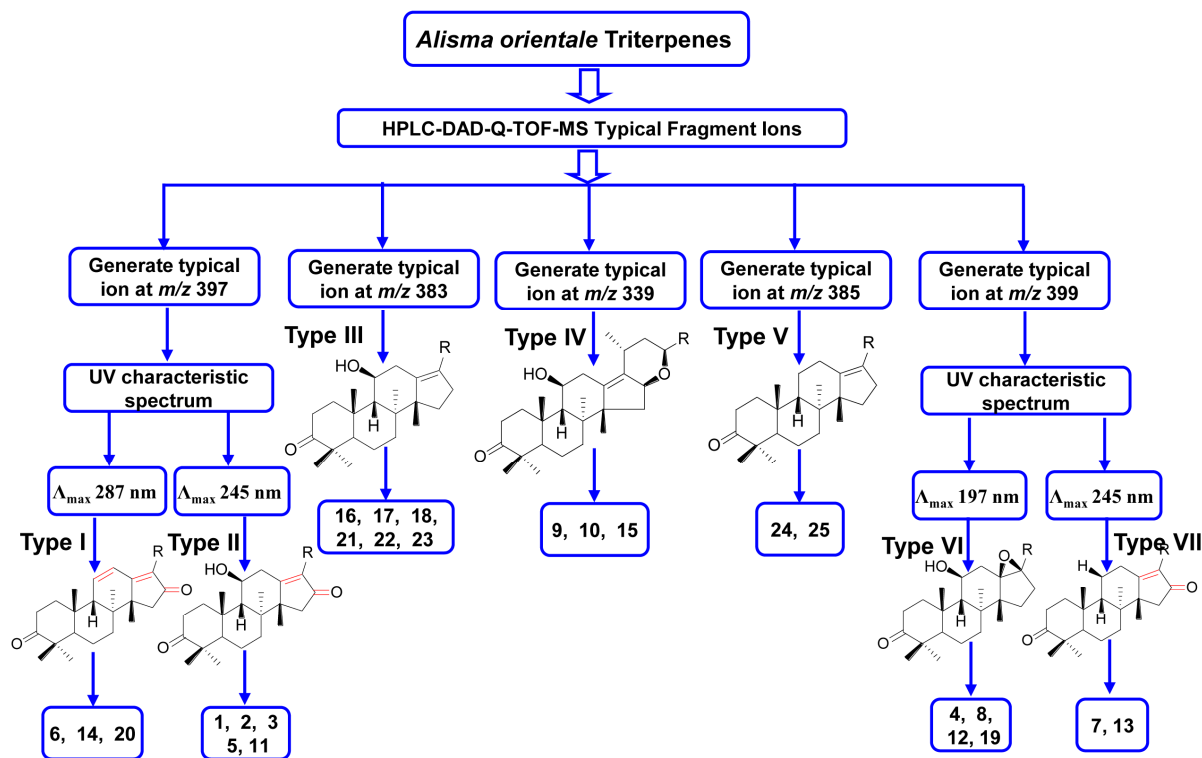 Alisma orientale Triterpenes
HPLC-DAD-Q-TOF-MS Typical Fragment Ions
Generate typical
ion at m/z 397
Generate typical
ion at m/z 383
Generate typical
ion at m/z 339
Generate typical
ion at m/z 385
Generate typical
ion at m/z 399
UV characteristic
spectrum
Λmax 287 nm
Λmax 245 nm
Type I
R
O
O
H
6, 14, 20
Type II
R
HO
O
O
H
1, 2, 3
5, 11
Type III
R
HO
H
O
16, 17, 18,
21, 22, 23
Type IV
R
O
HO
H
O
9, 10, 15
Type V
R
H
O
24, 25
UV characteristic
spectrum
Λmax 197 nm
Λmax 245 nm
Type VI
O
R
HO
H
O
4, 8,
12, 19
Type VII
R
H
O
H
O
7, 13